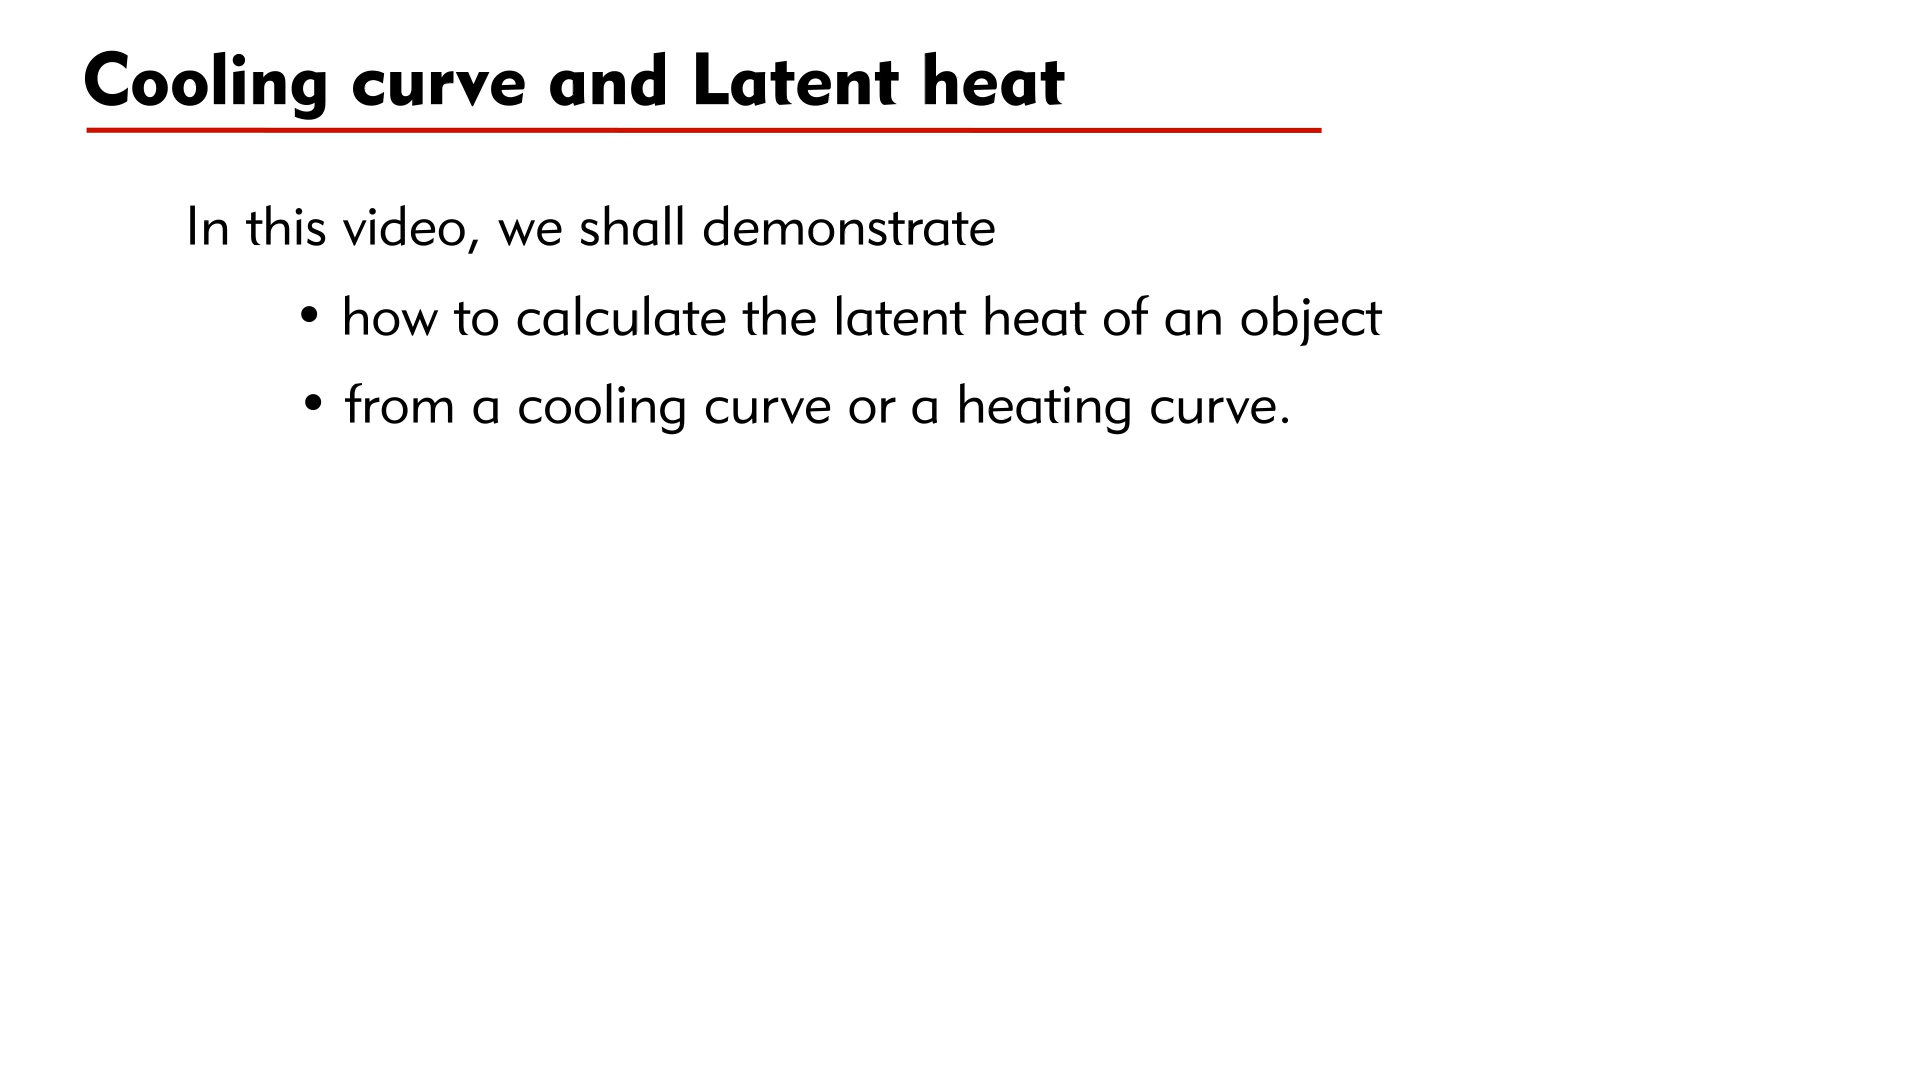 Cooling curve and Latent heat
In this video, we shall demonstrate
• how to calculate the latent heat of an object
• from a cooling curve or a heating curve.